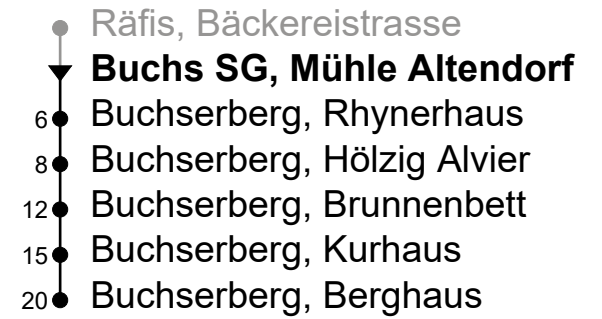 Räfis, Bäckereistrasse
Buchs SG, Mühle Altendorf
6 Buchserberg, Rhynerhaus
8 Buchserberg, Hölzig Alvier
12 Buchserberg, Brunnenbett
15 Buchserberg, Kurhaus
20 Buchserberg, Berghaus